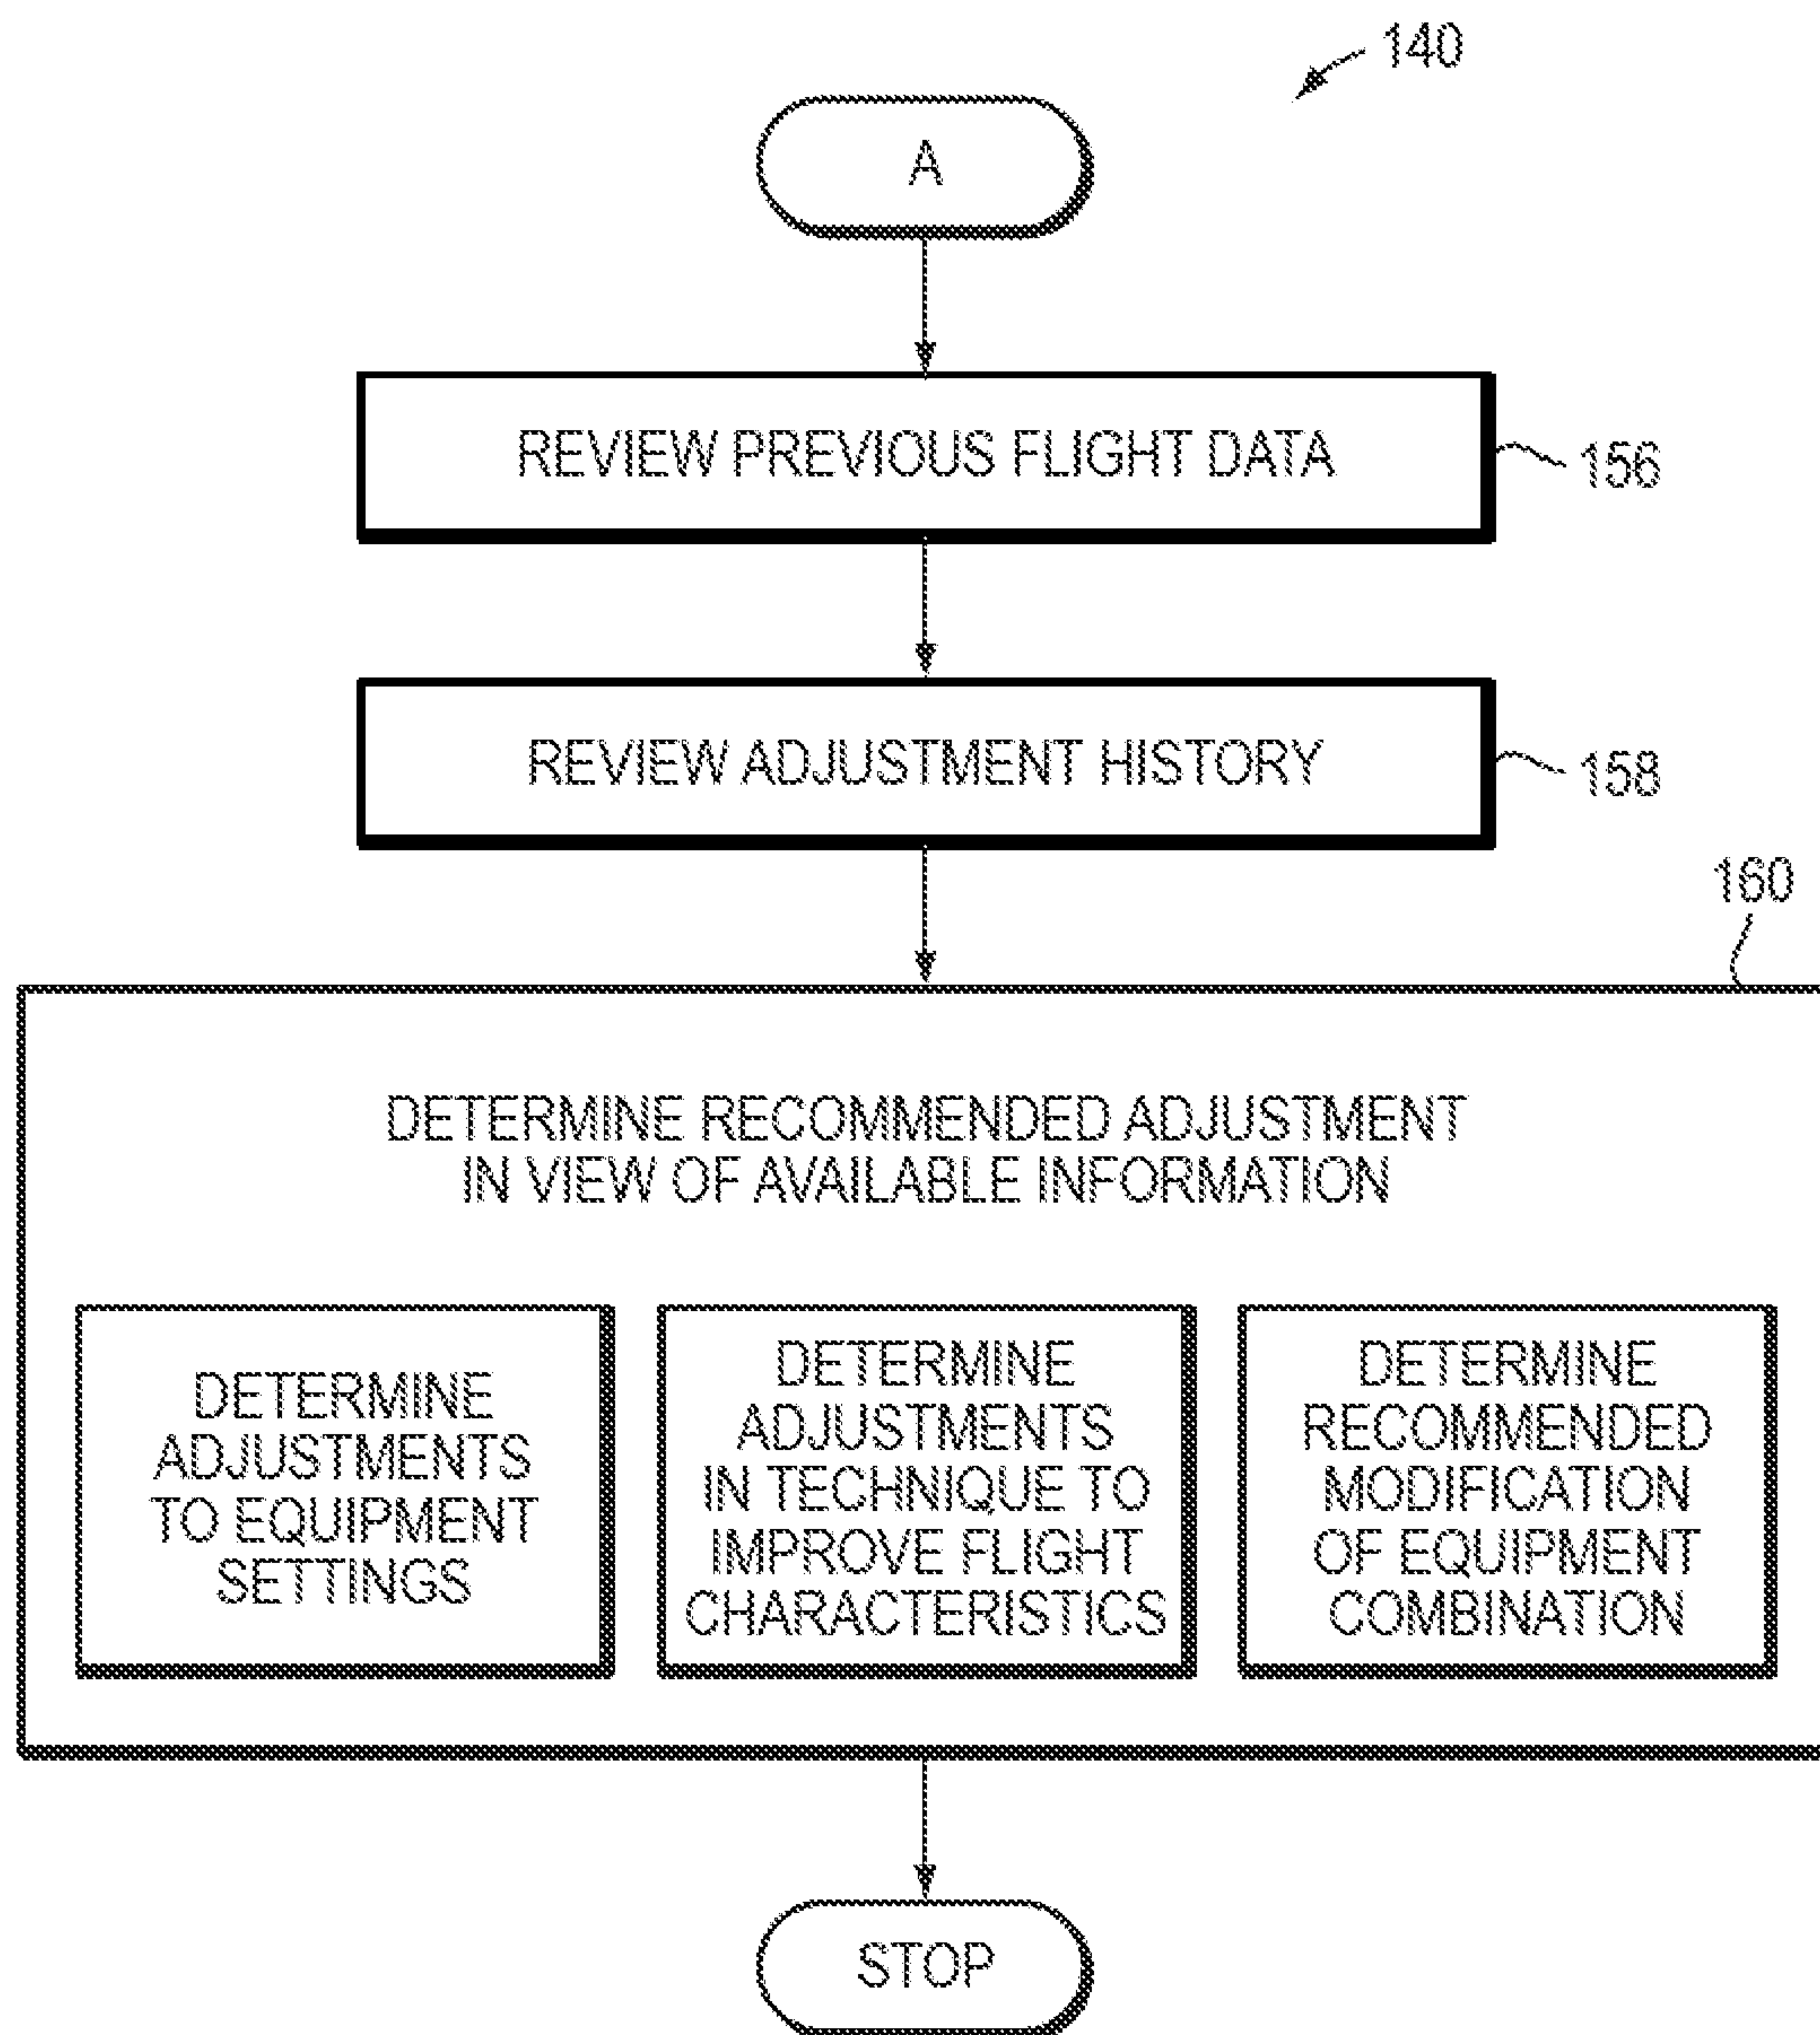 140
A
REVIEW PREVIOUS FLIGHT DATA
156
REVIEW ADJUSTMENT HISTORY
158
160
DETERMINE RECOMMENDED ADJUSTMENT
IN VIEW OF AVAILABLE INFORMATION
DETERMINE
ADJUSTMENTS
TO EQUIPMENT
SETTINGS
DETERMINE
ADJUSTMENTS
IN TECHNIQUE TO
IMPROVE FLIGHT
CHARACTERISTICS
DETERMINE
RECOMMENDED
MODIFICATION
OF EQUIPMENT
COMBINATION
STOP